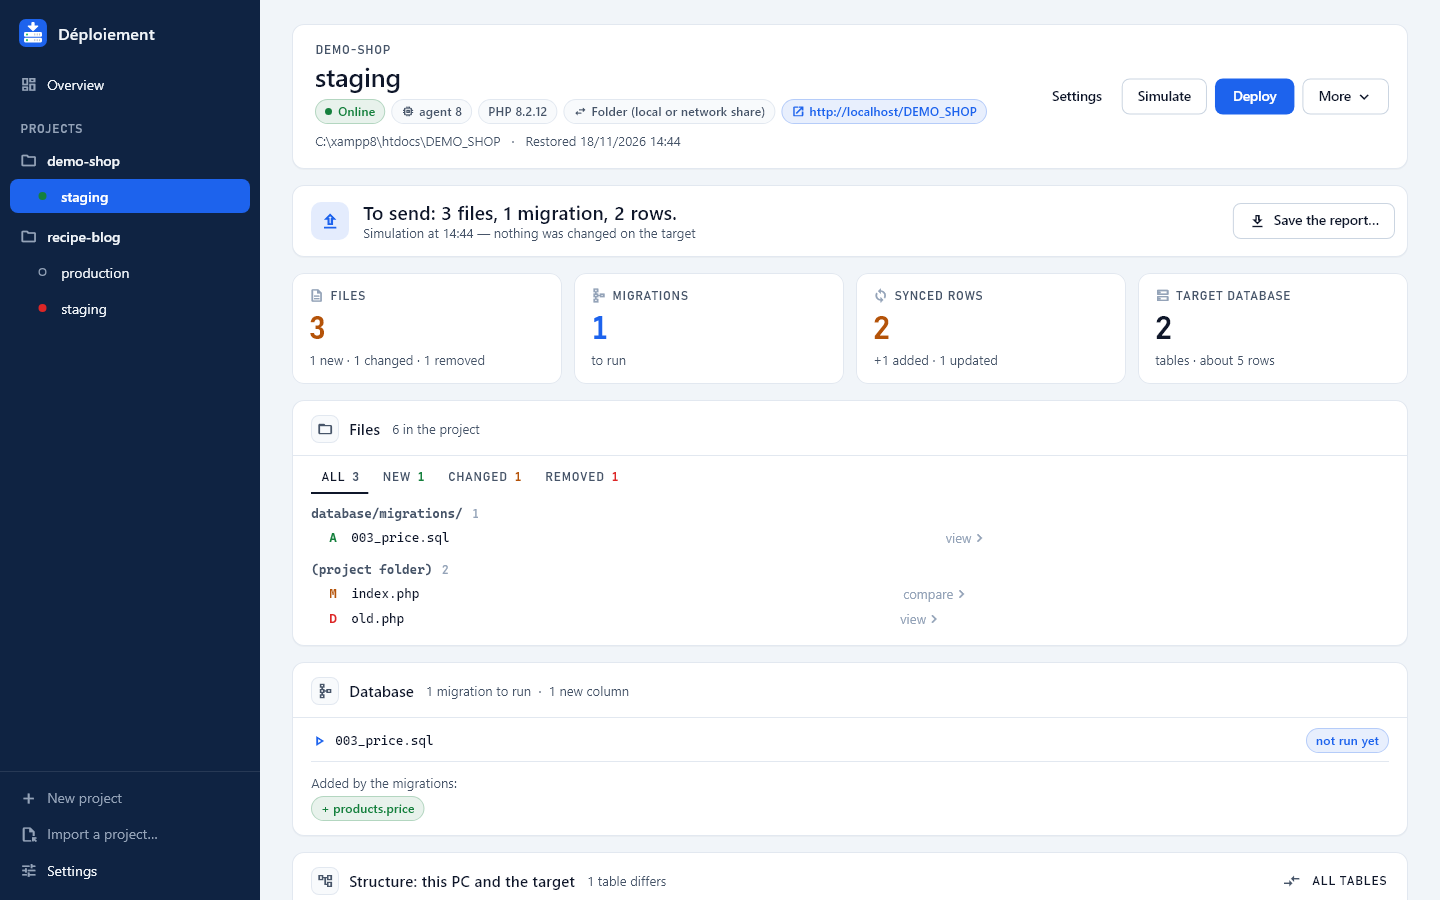 Déploiement
Overview
PROJECTS
demo-shop
staging
recipe-blog
production
staging
New project
Import a project...
Settings
DEMO-SHOP
staging
Online
agent 8
PHP 8.2.12
Folder (local or network share)
http://localhost/DEMO_SHOP
C:\xampp8\htdocs\DEMO_SHOP · Restored 18/11/2026 14:44
Settings
Simulate
Deploy
More
To send: 3 files, 1 migration, 2 rows.
Simulation at 14:44 — nothing was changed on the target
Save the report...
FILES
3
1 new · 1 changed · 1 removed
MIGRATIONS
1
to run
SYNCED ROWS
2
+1 added · 1 updated
TARGET DATABASE
2
tables · about 5 rows
Files 6 in the project
ALL 3 NEW 1 CHANGED 1 REMOVED 1
database/migrations/ 1
A 003_price.sql view
(project folder) 2
M index.php compare
D old.php view
Database 1 migration to run · 1 new column
003_price.sql not run yet
Added by the migrations:
+ products.price
Structure: this PC and the target 1 table differs ALL TABLES